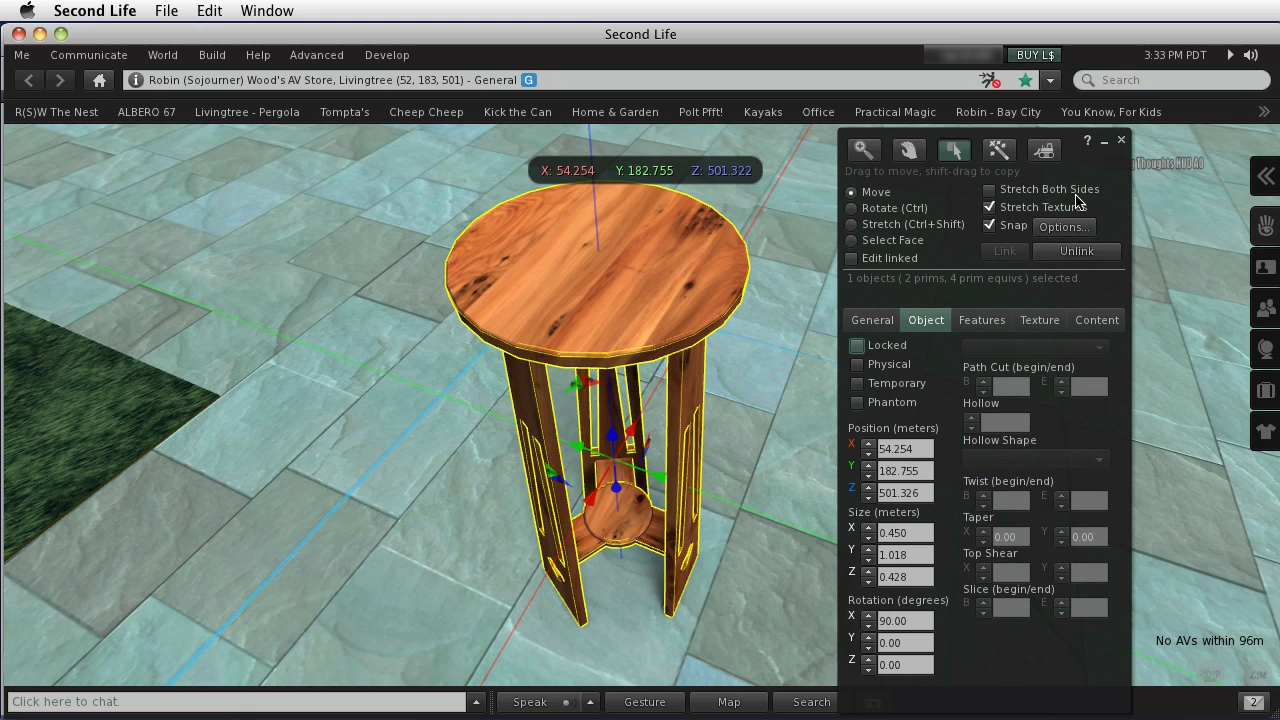 Second Life File Edit Window
Second Life
Me Communicate World Build Help Advanced Develop BUY L$ 3:33 PM PDT
Robin (Sojourner) Wood's AV Store, Livingtree (52, 183, 501) - General G Search
R(S)W The Nest ALBERO 67 Livingtree - Pergola Tompta's Cheep Cheep Kick the Can Home & Garden Polt Pfft! Kayaks Office Practical Magic Robin - Bay City You Know, For Kids
X: 54.254 Y: 182.755 Z: 501.322
Drag to move, shift-drag to copy
Move Stretch Both Sides
Rotate (Ctrl) Stretch Textures
Stretch (Ctrl+Shift) Snap Options...
Select Face
Edit linked Link Unlink
1 objects ( 2 prims, 4 prim equivs ) selected.
General Object Features Texture Content
Locked
Physical Path Cut (begin/end)
Temporary B E
Phantom Hollow
Position (meters) Hollow Shape
X 54.254
Y 182.755
Z 501.326 Twist (begin/end)
B E
Size (meters) Taper
X 0.450 X 0.00 Y 0.00
Y 1.018 Top Shear
Z 0.428 X Y
Rotation (degrees) Slice (begin/end)
B E
X 90.00
Y 0.00
Z 0.00
No AVs within 96m
Click here to chat. Speak Gesture Map Search 2